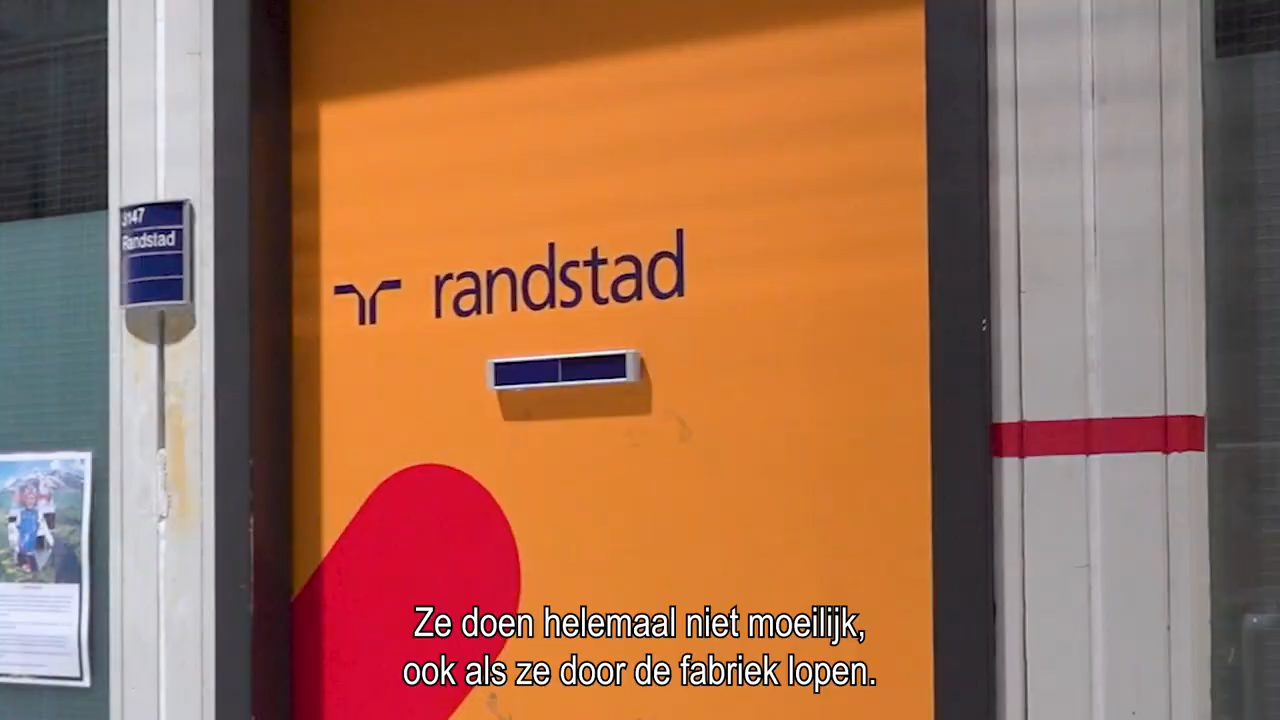 3147
Randstad
randstad
Ze doen helemaal niet moeilijk,
ook als ze door de fabriek lopen.